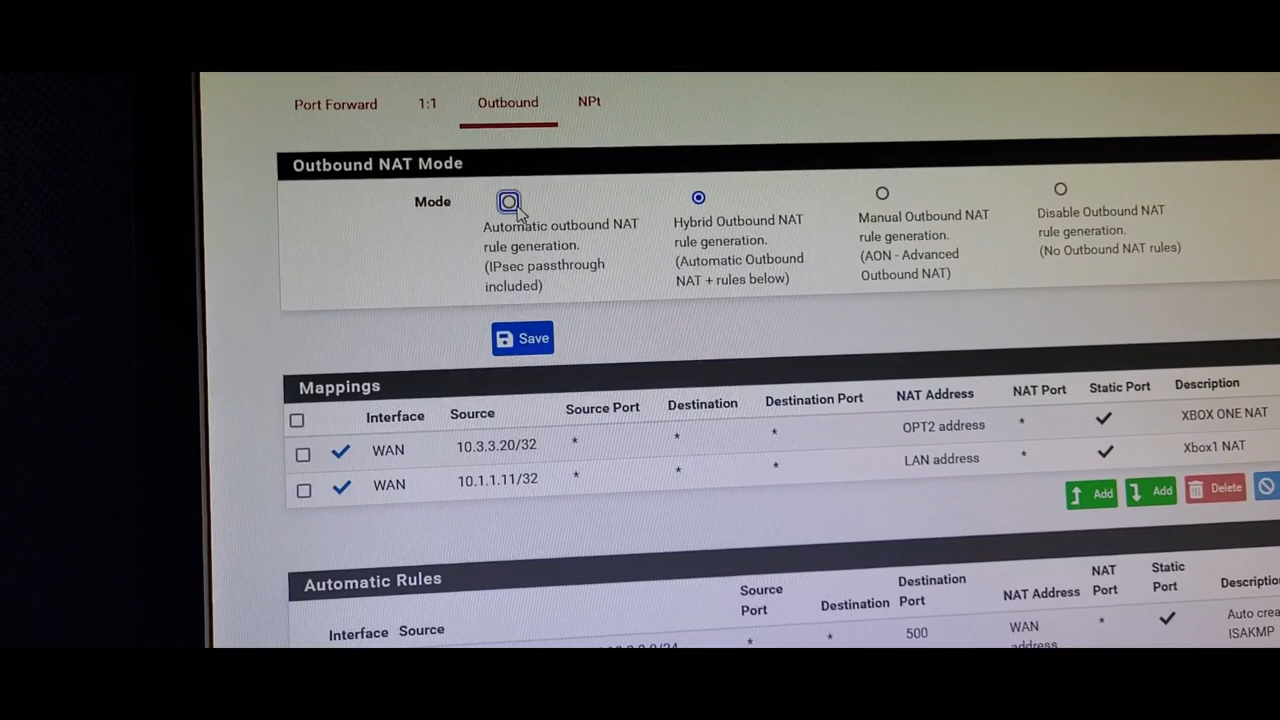 Port Forward 1:1 Outbound NPt
Outbound NAT Mode
Mode
Automatic outbound NAT
rule generation.
(IPsec passthrough
included)
Hybrid Outbound NAT
rule generation.
(Automatic Outbound
NAT + rules below)
Manual Outbound NAT
rule generation.
(AON - Advanced
Outbound NAT)
Disable Outbound NAT
rule generation.
(No Outbound NAT rules)
Save
Mappings
Interface Source Source Port Destination Destination Port NAT Address NAT Port Static Port Description
WAN 10.3.3.20/32 * * * OPT2 address * XBOX ONE NAT
WAN 10.1.1.11/32 * * * LAN address * Xbox1 NAT
Add Add Delete
Automatic Rules
Interface Source
Source
Port
Destination
Destination
Port
NAT Address
NAT
Port
Static
Port
Descriptio
* * 500
WAN
address
*
Auto crea
ISAKMP